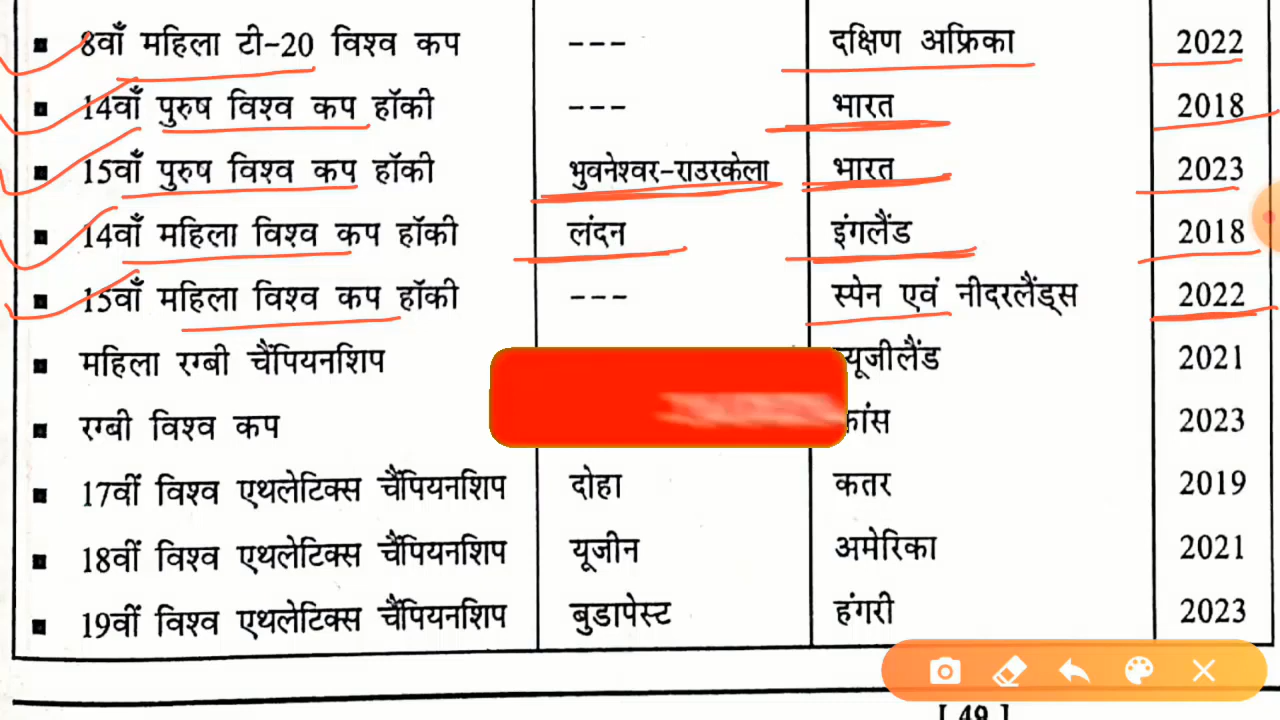 ▪ 8वाँ महिला टी-20 विश्व कप --- दक्षिण अफ्रिका 2022
▪ 14वाँ पुरुष विश्व कप हॉकी --- भारत 2018
▪ 15वाँ पुरुष विश्व कप हॉकी भुवनेश्वर-राउरकेला भारत 2023
▪ 14वाँ महिला विश्व कप हॉकी लंदन इंगलैंड 2018
▪ 15वाँ महिला विश्व कप हॉकी --- स्पेन एवं नीदरलैंड्स 2022
▪ महिला रग्बी चैंपियनशिप न्यूजीलैंड 2021
▪ रग्बी विश्व कप फ्रांस 2023
▪ 17वीं विश्व एथलेटिक्स चैंपियनशिप दोहा कतर 2019
▪ 18वीं विश्व एथलेटिक्स चैंपियनशिप यूजीन अमेरिका 2021
▪ 19वीं विश्व एथलेटिक्स चैंपियनशिप बुडापेस्ट हंगरी 2023
[ 49 ]